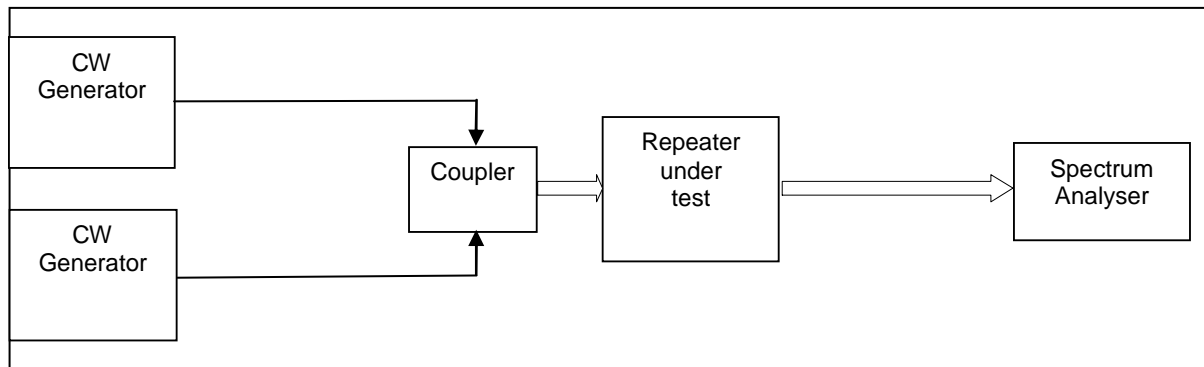 CW
Generator
Coupler
CW
Generator
Repeater
under
test
Spectrum
Analyser